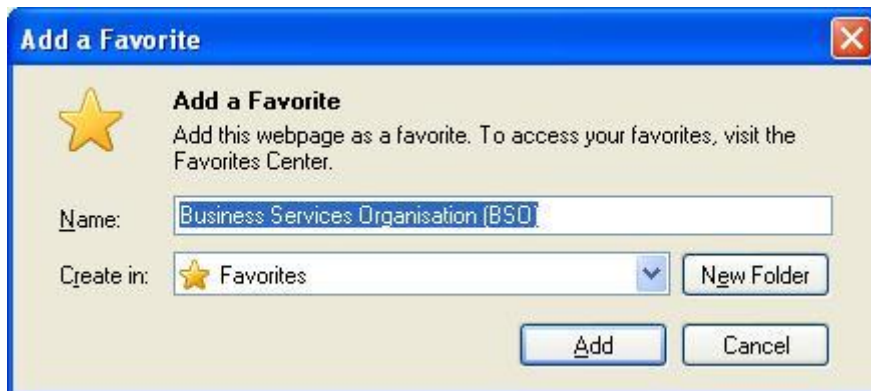 Add a Favorite
Add a Favorite
Add this webpage as a favorite. To access your favorites, visit the
Favorites Center.
Name: Business Services Organisation (BSO)
Create in: Favorites New Folder
Add Cancel